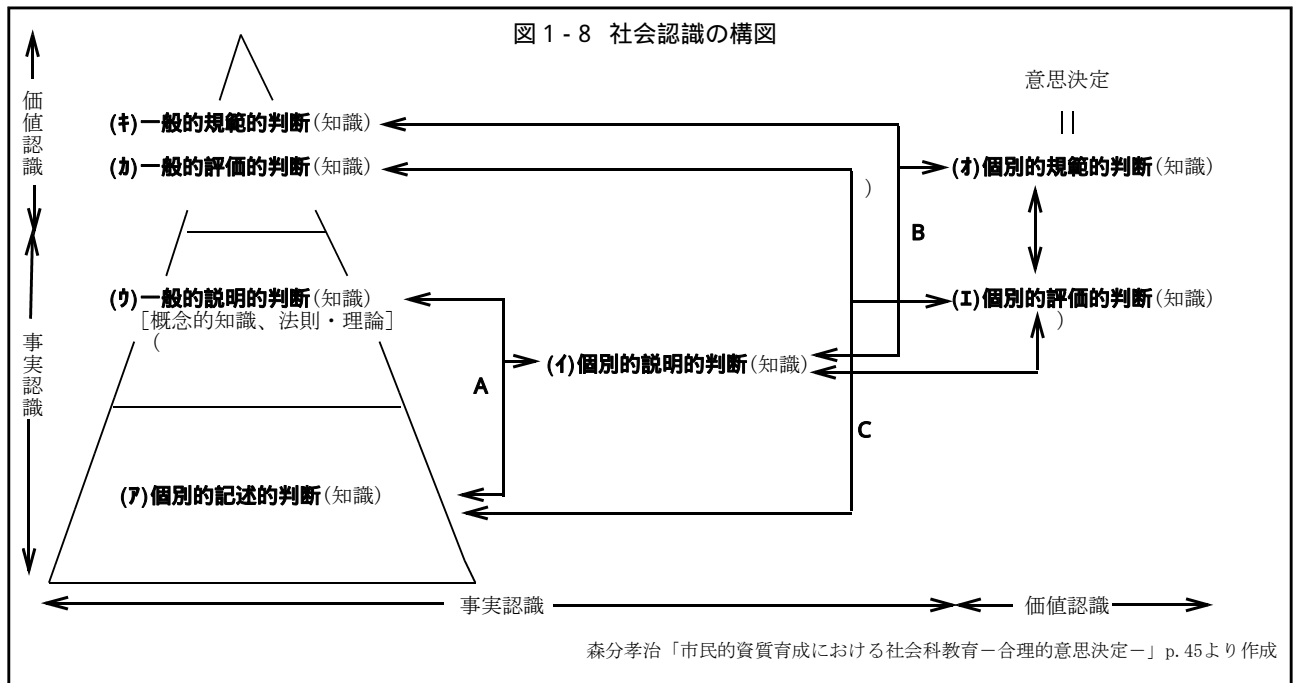 図1-8 社会認識の構図
意思決定
価値認識
(ｷ)一般的規範的判断(知識)
(ｶ)一般的評価的判断(知識)
(ｵ)個別的規範的判断(知識)
)
B
(ｳ)一般的説明的判断(知識)
(ｴ)個別的評価的判断(知識)
[概念的知識、法則・理論]
)
(
事実認識
(ｲ)個別的説明的判断(知識)
A
C
(ｱ)個別的記述的判断(知識)
事実認識
価値認識
森分孝治「市民的資質育成における社会科教育－合理的意思決定－」p.45より作成